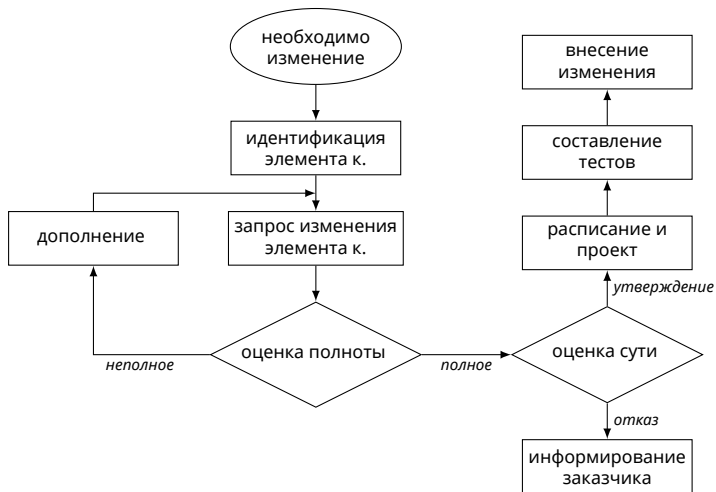 необходимо
изменение
идентификация
элемента к.
дополнение
запрос изменения
элемента к.
оценка полноты
неполное
полное
внесение
изменения
составление
тестов
расписание и
проект
утверждение
оценка сути
отказ
информирование
заказчика